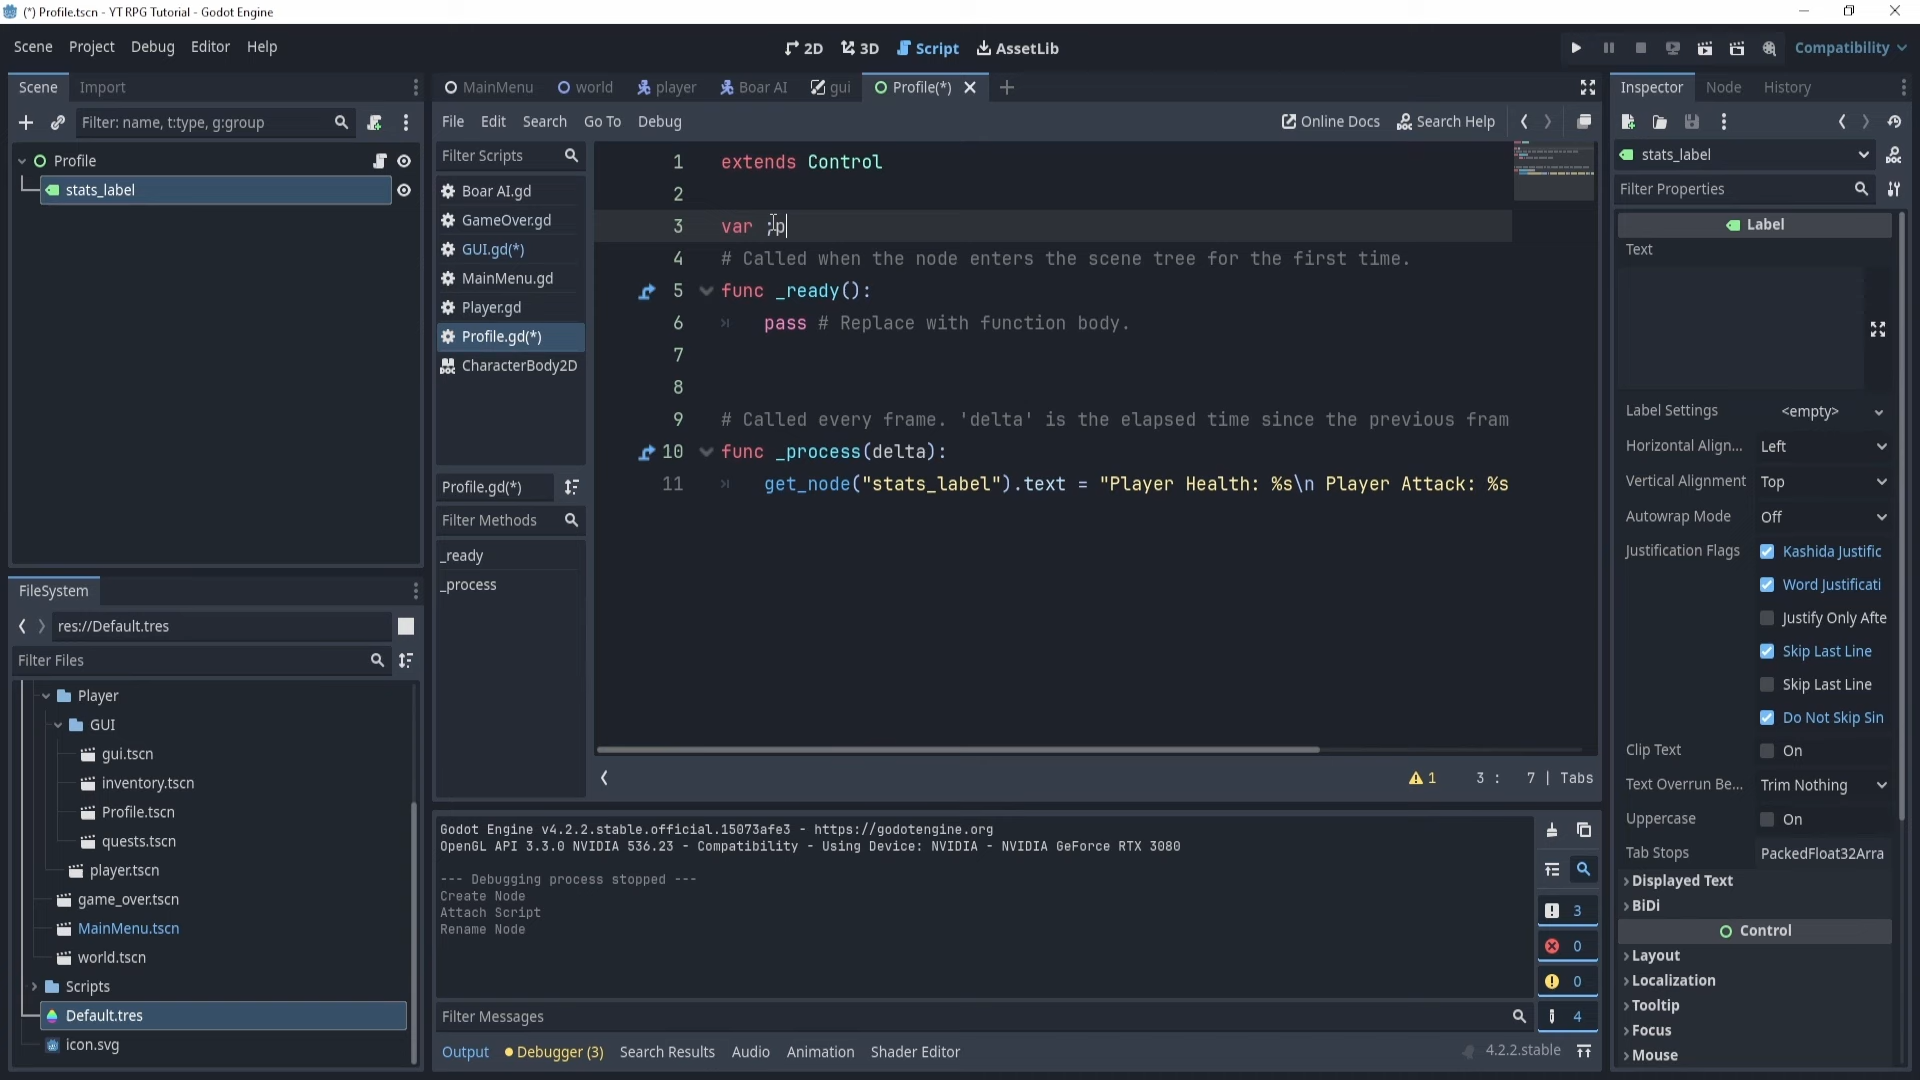 (*) Profile.tscn - YT RPG Tutorial - Godot Engine
Scene Project Debug Editor Help
2D 3D Script AssetLib
Compatibility
Scene Import
Filter: name, t:type, g:group
Profile
stats_label
FileSystem
res://Default.tres
Filter Files
Player
GUI
gui.tscn
inventory.tscn
Profile.tscn
quests.tscn
player.tscn
game_over.tscn
MainMenu.tscn
world.tscn
Scripts
Default.tres
icon.svg
MainMenu world player Boar AI gui Profile(*)
File Edit Search Go To Debug
Online Docs Search Help
Filter Scripts
Boar AI.gd
GameOver.gd
GUI.gd(*)
MainMenu.gd
Player.gd
Profile.gd(*)
CharacterBody2D
Profile.gd(*)
Filter Methods
_ready
_process
1 extends Control
2
3 var ;p
4 # Called when the node enters the scene tree for the first time.
5 func _ready():
6 pass # Replace with function body.
7
8
9 # Called every frame. 'delta' is the elapsed time since the previous fram
10 func _process(delta):
11 get_node("stats_label").text = "Player Health: %s\n Player Attack: %s
1 3 : 7 | Tabs
Godot Engine v4.2.2.stable.official.15073afe3 - https://godotengine.org
OpenGL API 3.3.0 NVIDIA 536.23 - Compatibility - Using Device: NVIDIA - NVIDIA GeForce RTX 3080
--- Debugging process stopped ---
Create Node
Attach Script
Rename Node
3
0
0
4
Filter Messages
Output Debugger (3) Search Results Audio Animation Shader Editor
4.2.2.stable
Inspector Node History
stats_label
Filter Properties
Label
Text
Label Settings <empty>
Horizontal Align... Left
Vertical Alignment Top
Autowrap Mode Off
Justification Flags Kashida Justific
Word Justificati
Justify Only Afte
Skip Last Line
Skip Last Line
Do Not Skip Sin
Clip Text On
Text Overrun Be... Trim Nothing
Uppercase On
Tab Stops PackedFloat32Arra
Displayed Text
BiDi
Control
Layout
Localization
Tooltip
Focus
Mouse